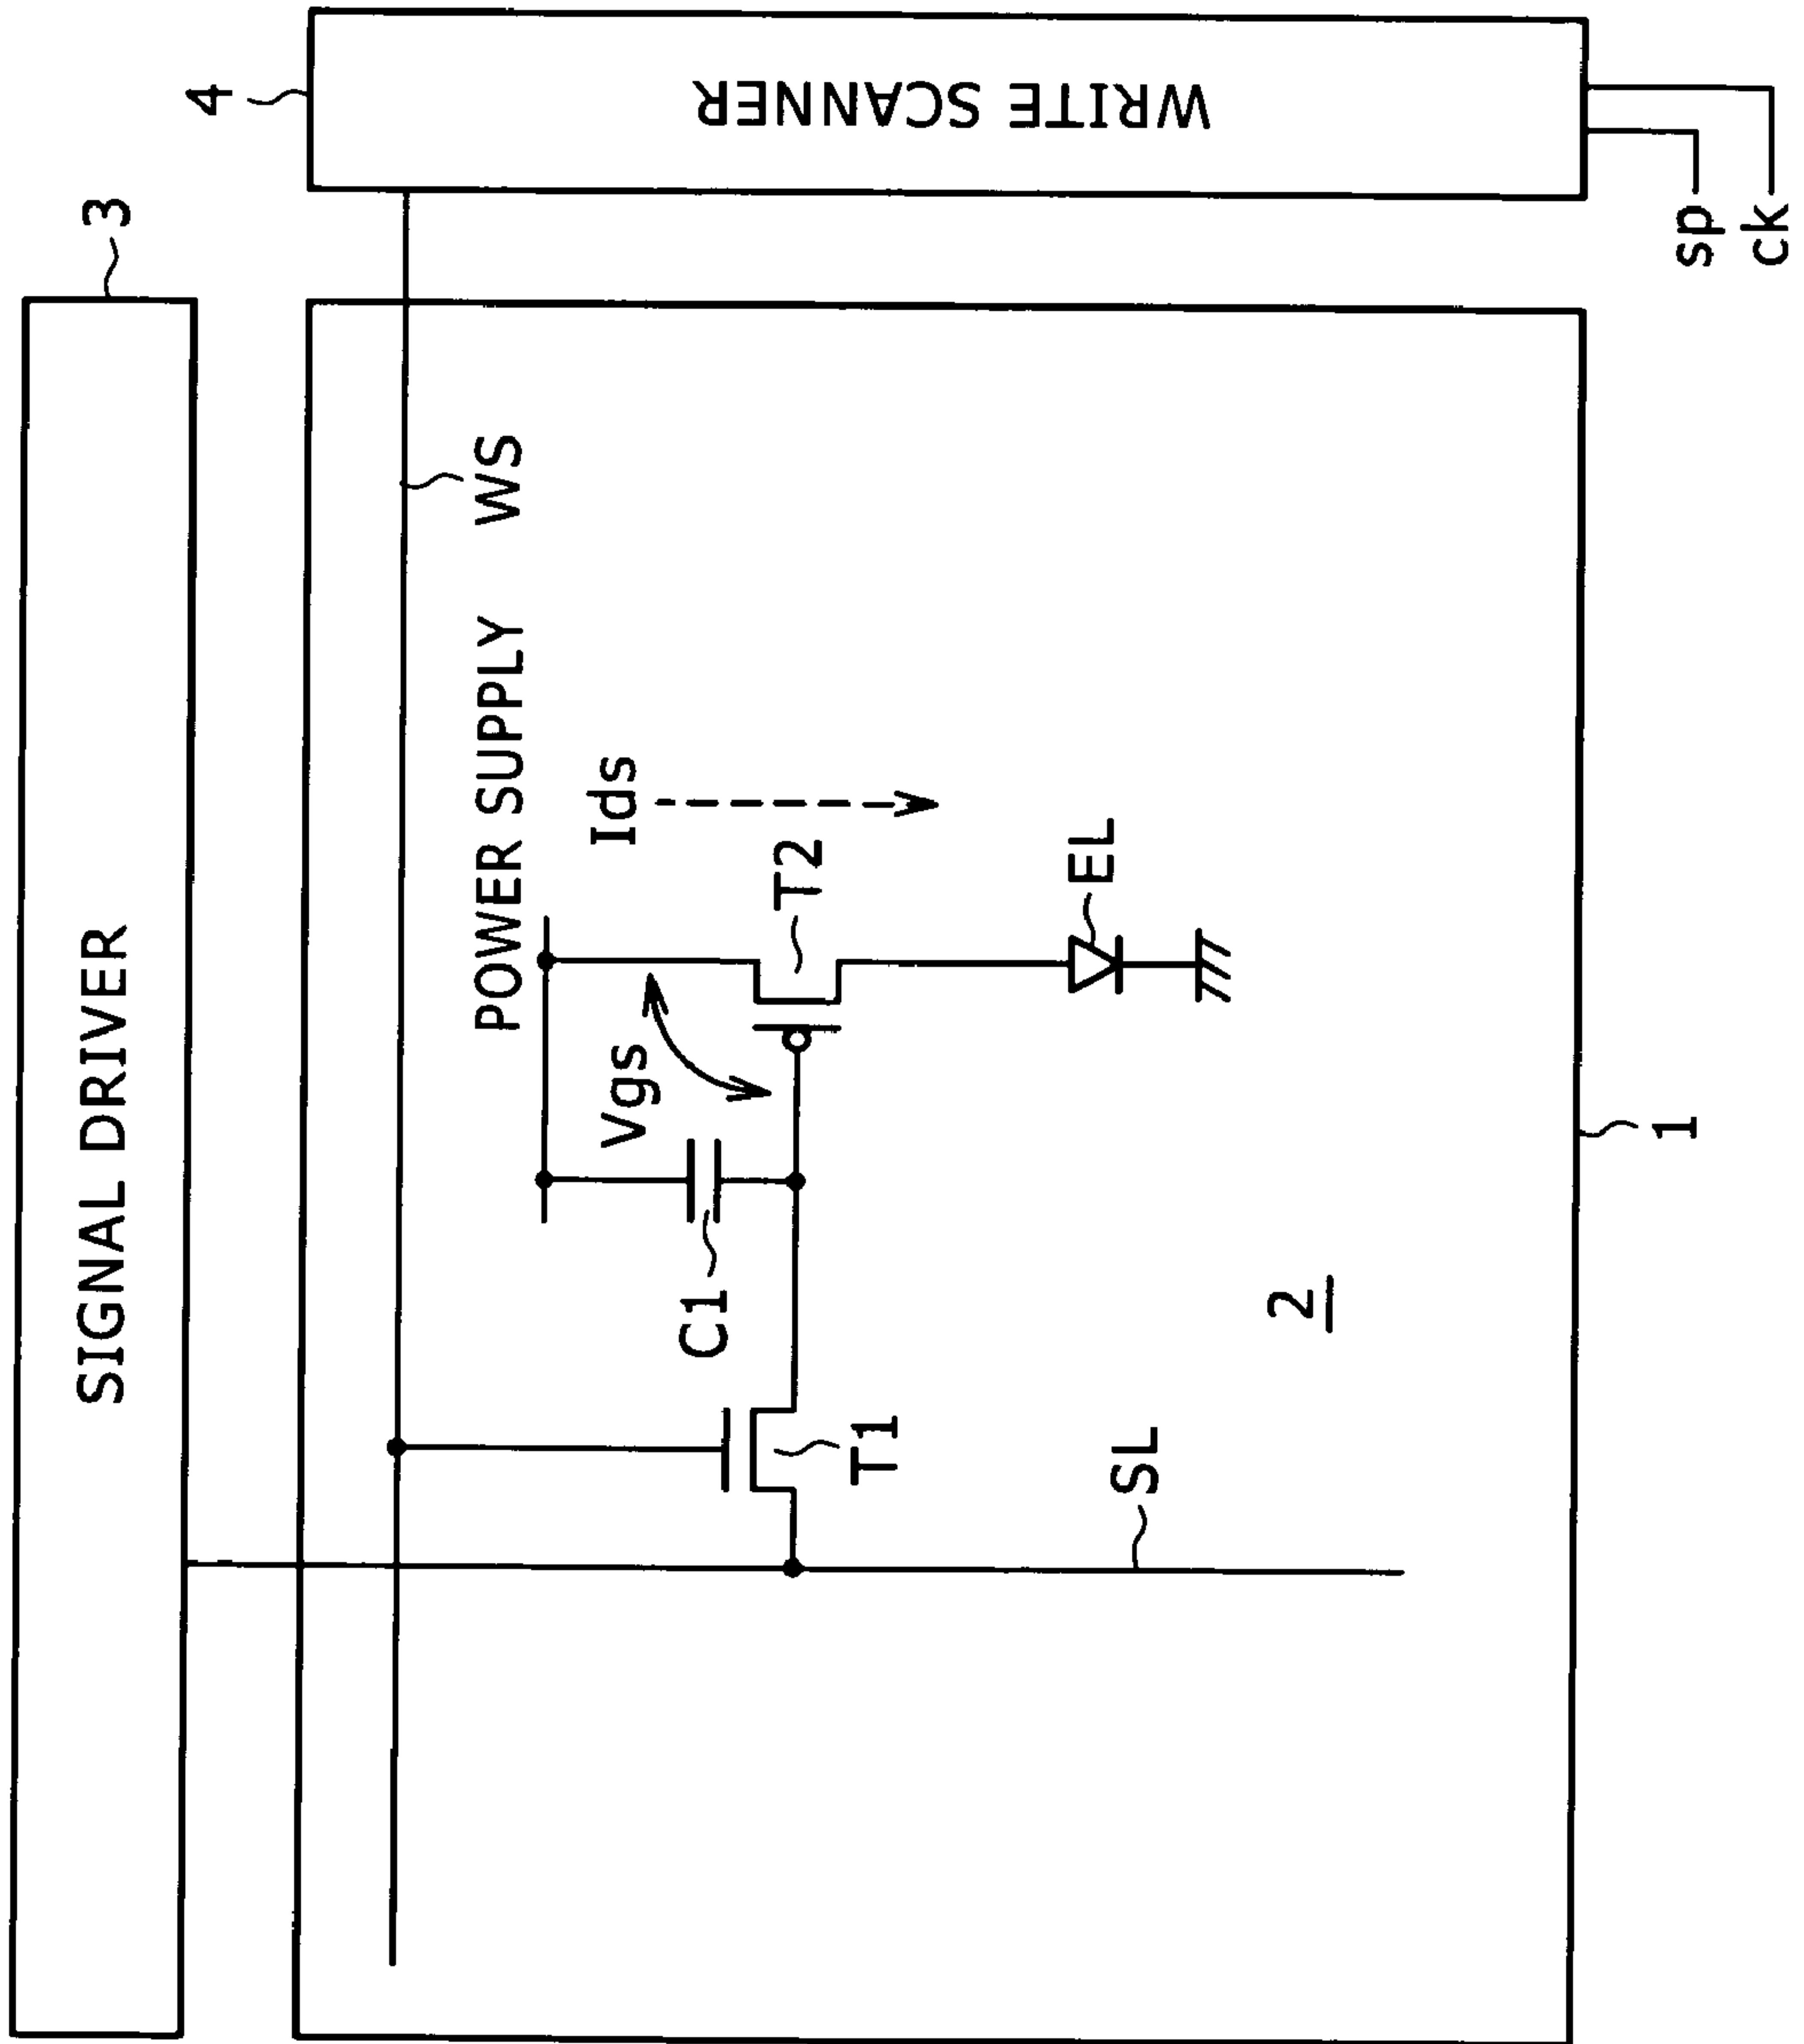 SIGNAL DRIVER
3
4
WRITE SCANNER
WS
POWER SUPPLY
Ids
Vgs
C1
T2
T1
EL
SL
2
1
sp
ck